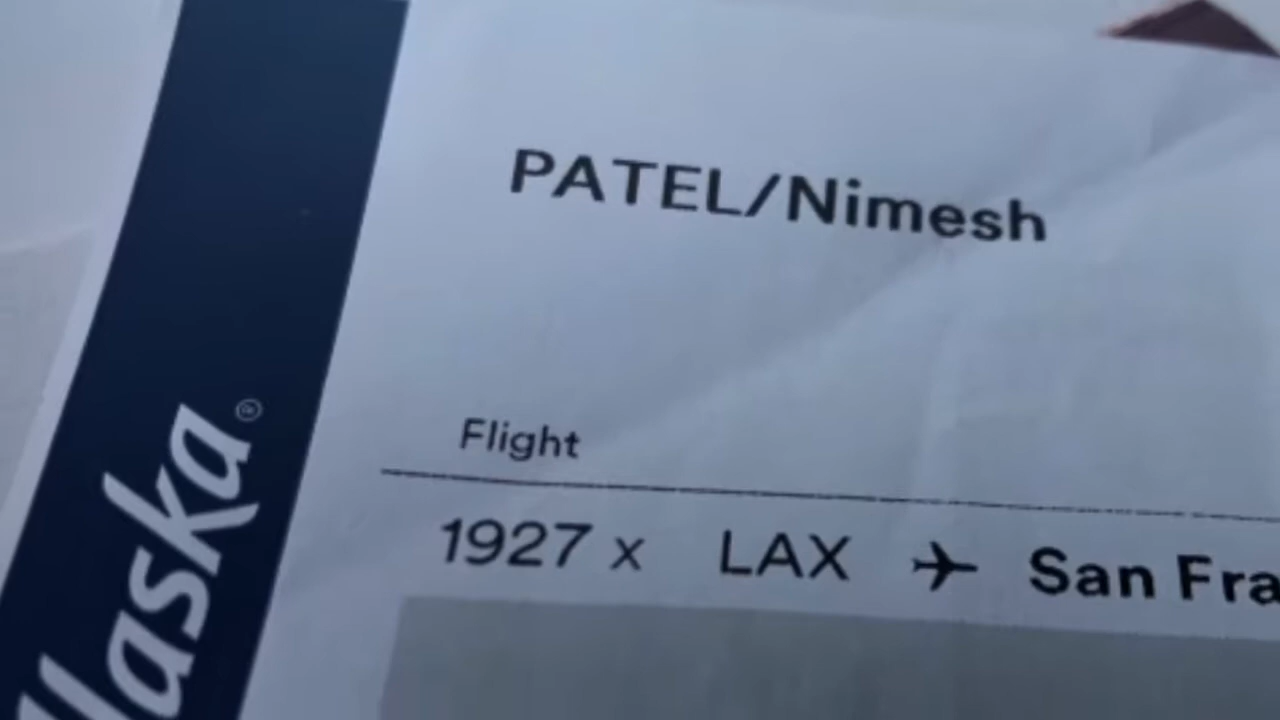 PATEL/Nimesh
Flight
1927 x LAX ✈ San Fra
laska®